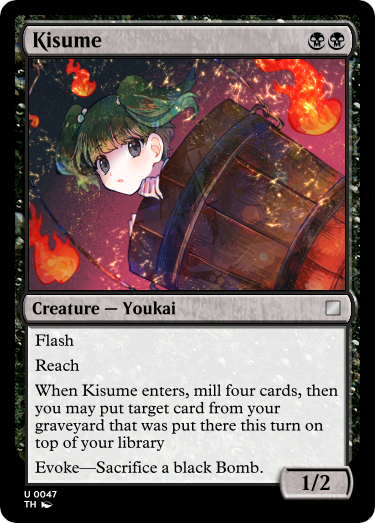 Kisume
Creature — Youkai
Flash
Reach
When Kisume enters, mill four cards, then
you may put target card from your
graveyard that was put there this turn on
top of your library
Evoke—Sacrifice a black Bomb.
1/2
U 0047
TH